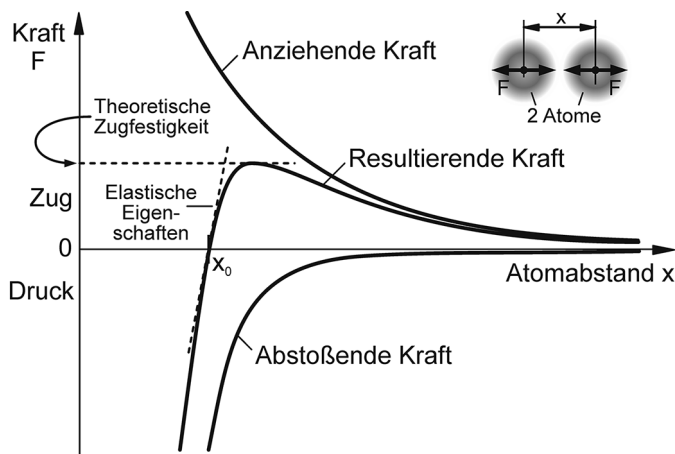 Kraft
F
Anziehende Kraft
x
F
F
2 Atome
Theoretische
Zugfestigkeit
Resultierende Kraft
Zug
Elastische
Eigen-
schaften
0
x₀
Atomabstand x
Druck
Abstoßende Kraft